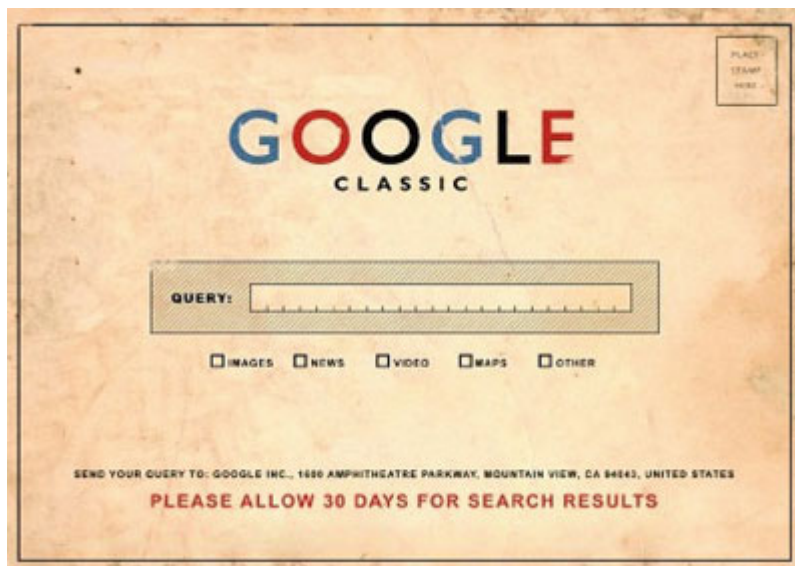 PLACE
STAMP
HERE
GOOGLE
CLASSIC
QUERY:
IMAGES NEWS VIDEO MAPS OTHER
SEND YOUR QUERY TO: GOOGLE INC., 1600 AMPHITHEATRE PARKWAY, MOUNTAIN VIEW, CA 94043, UNITED STATES
PLEASE ALLOW 30 DAYS FOR SEARCH RESULTS